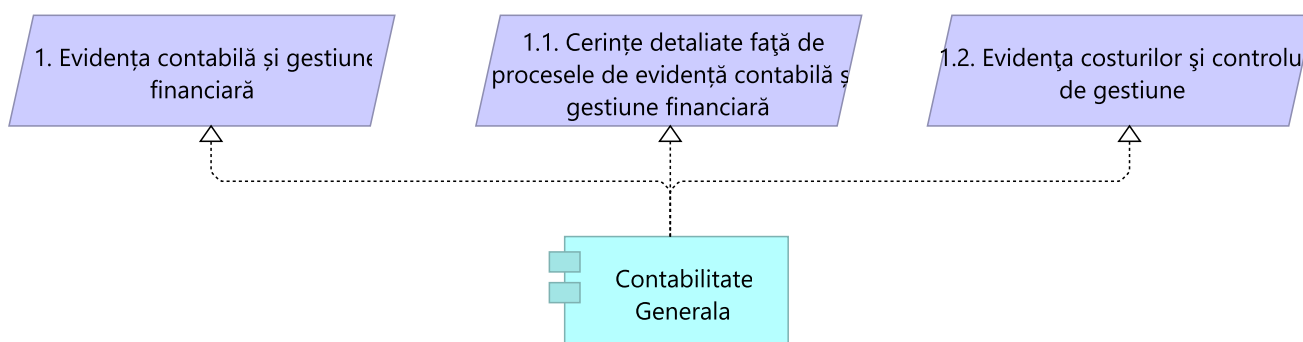 1. Evidența contabilă și gestiune
financiară
1.1. Cerințe detaliate faţă de
procesele de evidență contabilă ș
gestiune financiară
1.2. Evidenţa costurilor şi controlu
de gestiune
Contabilitate
Generala